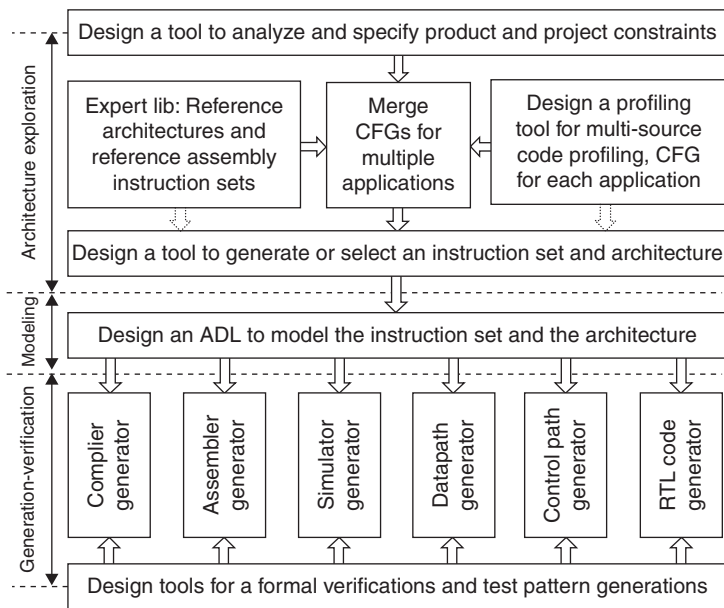 Design a tool to analyze and specify product and project constraints
Architecture exploration
Expert lib: Reference
architectures and
reference assembly
instruction sets
Merge
CFGs for
multiple
applications
Design a profiling
tool for multi-source
code profiling, CFG
for each application
Design a tool to generate or select an instruction set and architecture
Modeling
Design an ADL to model the instruction set and the architecture
Generation-verification
Complier
generator
Assembler
generator
Simulator
generator
Datapath
generator
Control path
generator
RTL code
generator
Design tools for a formal verifications and test pattern generations